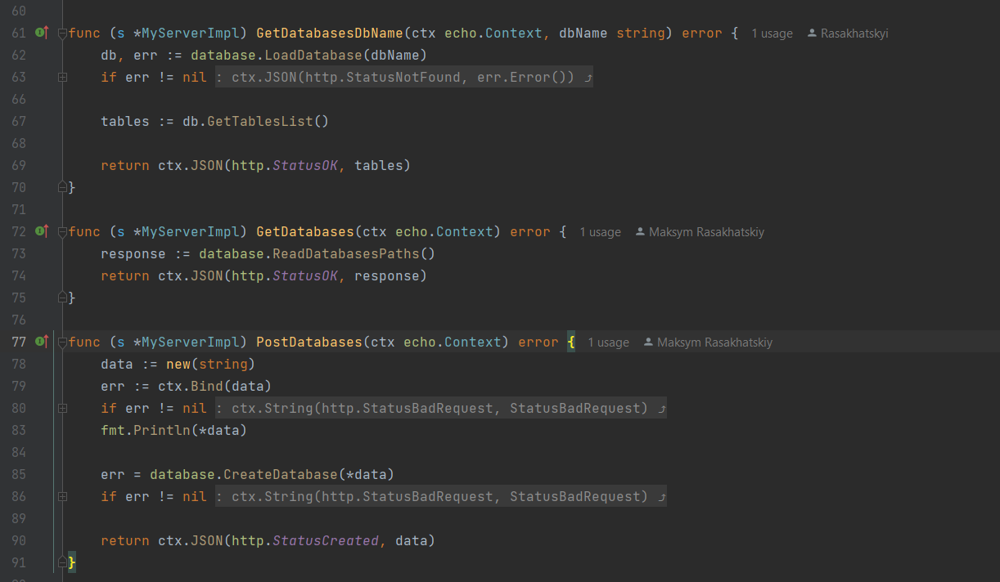 60
61 func (s *MyServerImpl) GetDatabasesDbName(ctx echo.Context, dbName string) error { 1 usage Rasakhatskyi
62 db, err := database.LoadDatabase(dbName)
63 if err != nil : ctx.JSON(http.StatusNotFound, err.Error()) ⤴
66
67 tables := db.GetTablesList()
68
69 return ctx.JSON(http.StatusOK, tables)
70 }
71
72 func (s *MyServerImpl) GetDatabases(ctx echo.Context) error { 1 usage Maksym Rasakhatskiy
73 response := database.ReadDatabasesPaths()
74 return ctx.JSON(http.StatusOK, response)
75 }
76
77 func (s *MyServerImpl) PostDatabases(ctx echo.Context) error { 1 usage Maksym Rasakhatskiy
78 data := new(string)
79 err := ctx.Bind(data)
80 if err != nil : ctx.String(http.StatusBadRequest, StatusBadRequest) ⤴
83 fmt.Println(*data)
84
85 err = database.CreateDatabase(*data)
86 if err != nil : ctx.String(http.StatusBadRequest, StatusBadRequest) ⤴
89
90 return ctx.JSON(http.StatusCreated, data)
91 }